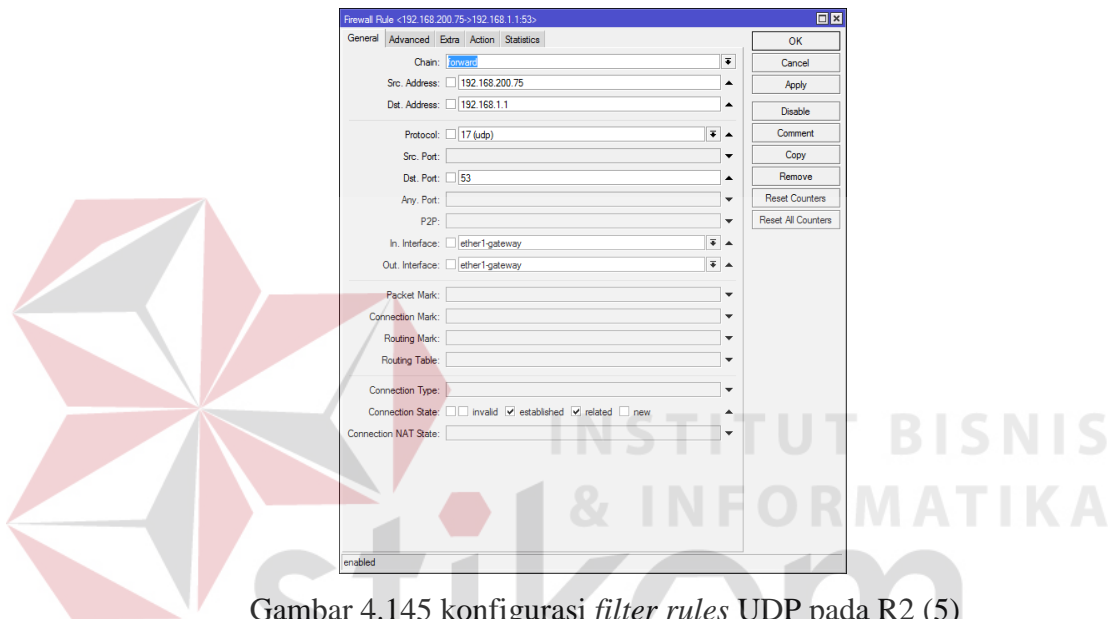 Firewall Rule <192.168.200.75->192.168.1.1:53>
General Advanced Extra Action Statistics
Chain: forward
Src. Address: 192.168.200.75
Dst. Address: 192.168.1.1
Protocol: 17 (udp)
Src. Port:
Dst. Port: 53
Any. Port:
P2P:
In. Interface: ether1-gateway
Out. Interface: ether1-gateway
Packet Mark:
Connection Mark:
Routing Mark:
Routing Table:
Connection Type:
Connection State: invalid established related new
Connection NAT State:
enabled
OK
Cancel
Apply
Disable
Comment
Copy
Remove
Reset Counters
Reset All Counters
INSTITUT BISNIS
& INFORMATIKA
stikom
Gambar 4.145 konfigurasi filter rules UDP pada R2 (5)